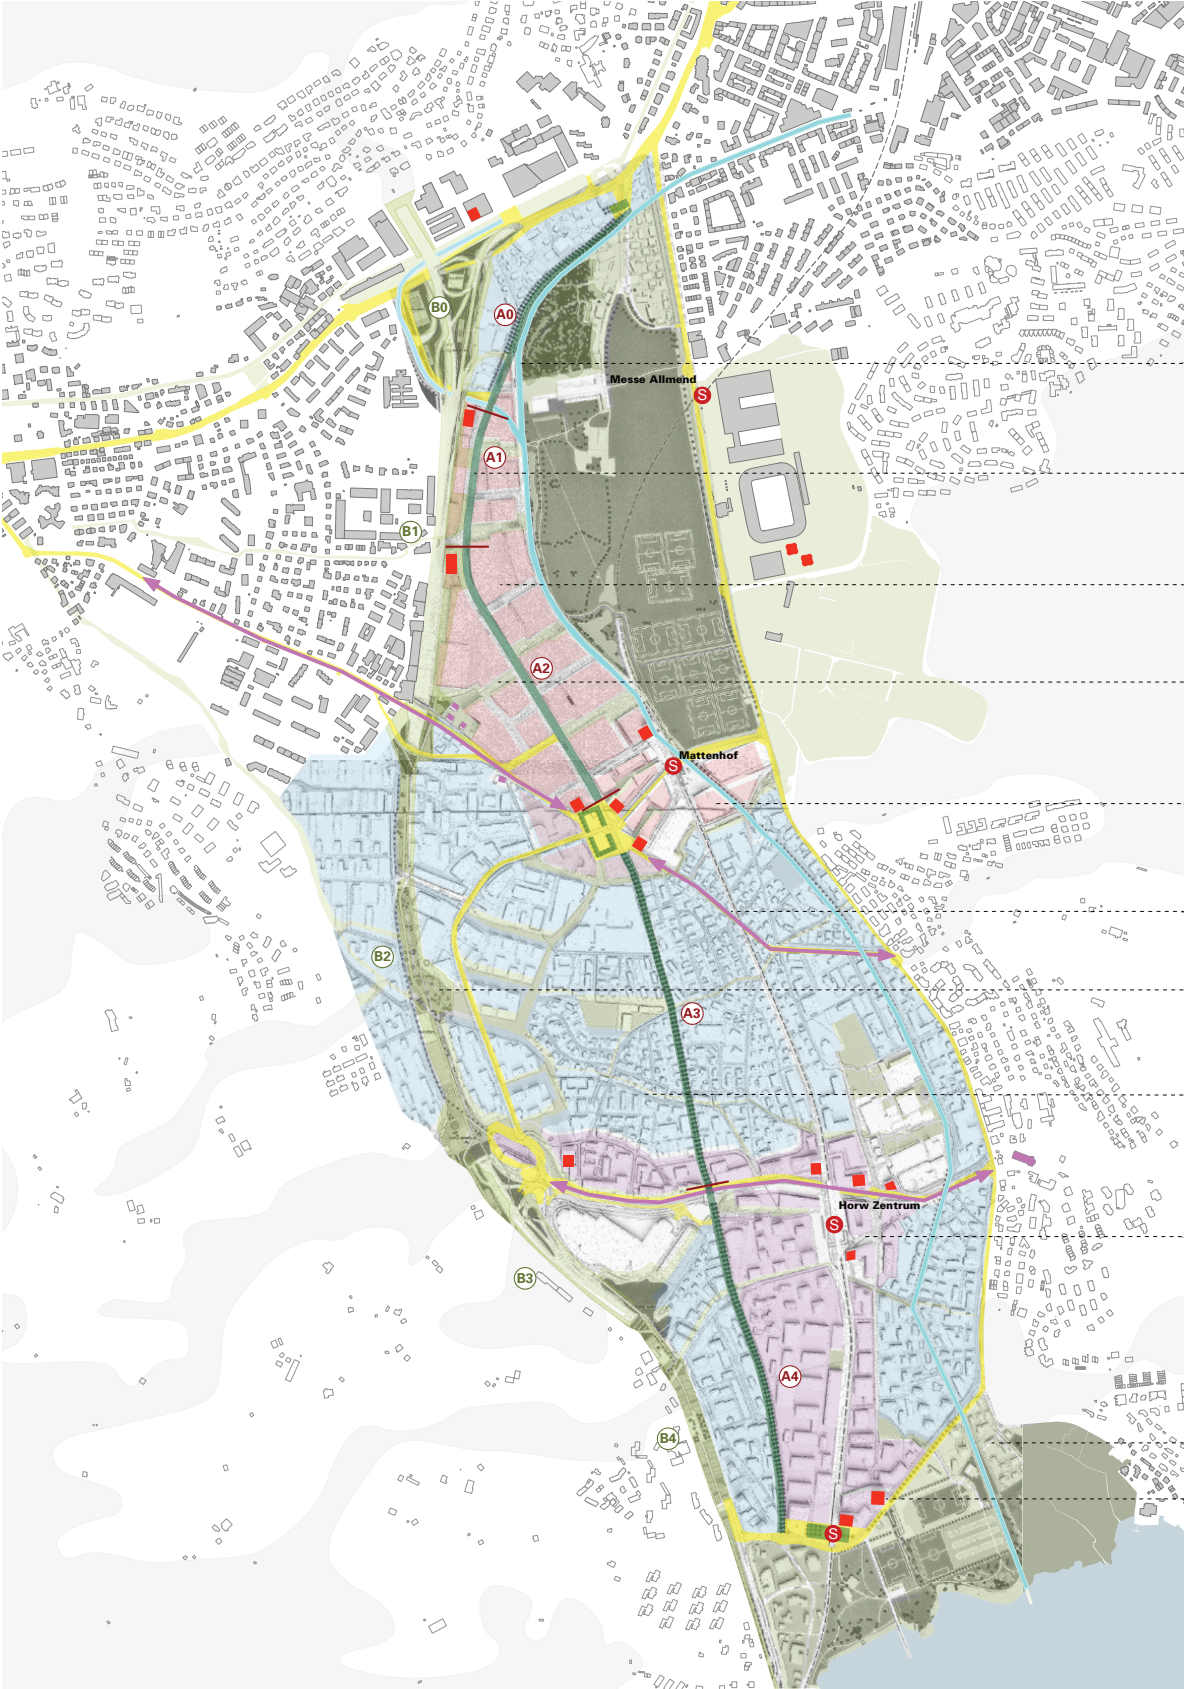 B0
A0
Messe Allmend
S
A1
B1
A2
Mattenhof
S
B2
A3
Horw Zentrum
S
B3
A4
B4
S